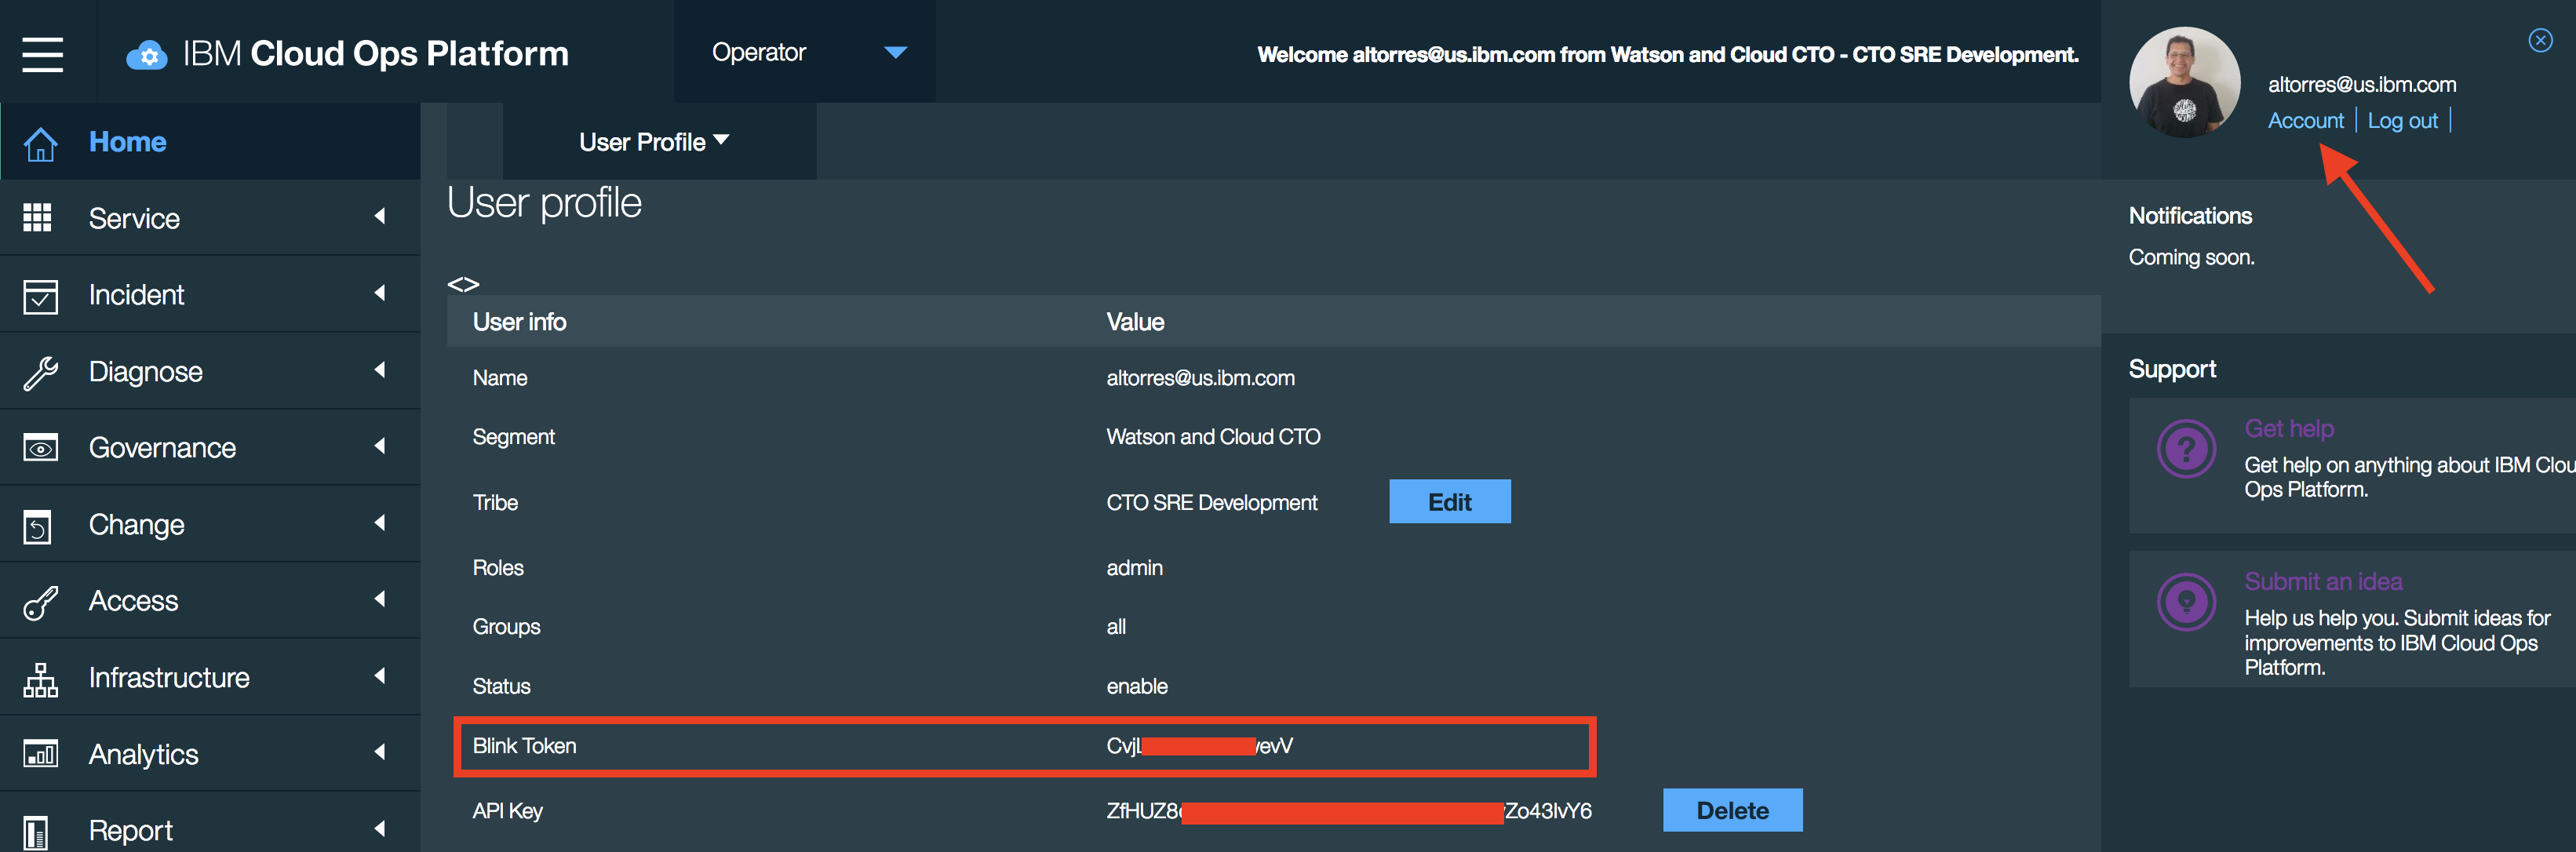 IBM Cloud Ops Platform
Operator
Welcome altorres@us.ibm.com from Watson and Cloud CTO - CTO SRE Development.
altorres@us.ibm.com
Account | Log out |
Home
Service
Incident
Diagnose
Governance
Change
Access
Infrastructure
Analytics
Report
User Profile
User profile
<>
User info Value
Name altorres@us.ibm.com
Segment Watson and Cloud CTO
Tribe CTO SRE Development Edit
Roles admin
Groups all
Status enable
Blink Token CvjL evV
API Key ZfHUZ8 Zo43lvY6 Delete
Notifications
Coming soon.
Support
Get help
Get help on anything about IBM Clou
Ops Platform.
Submit an idea
Help us help you. Submit ideas for
improvements to IBM Cloud Ops
Platform.